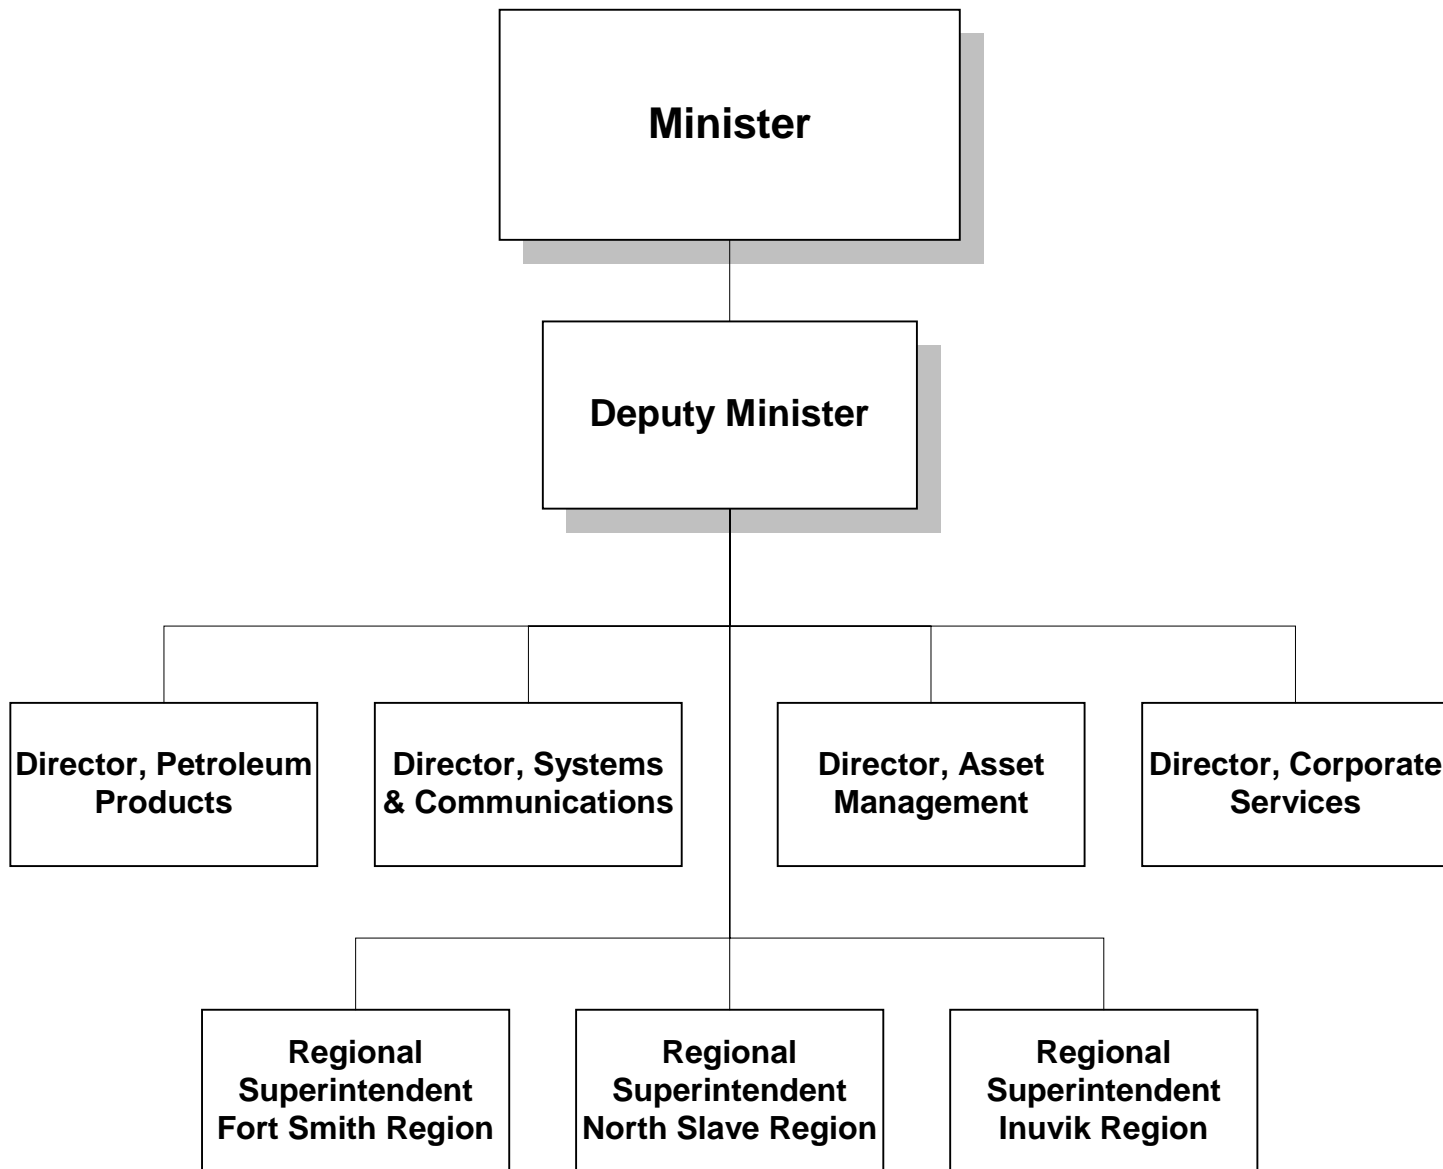 Minister
Deputy Minister
Director, Petroleum
Products
Director, Systems
& Communications
Director, Asset
Management
Director, Corporate
Services
Regional
Superintendent
Fort Smith Region
Regional
Superintendent
North Slave Region
Regional
Superintendent
Inuvik Region